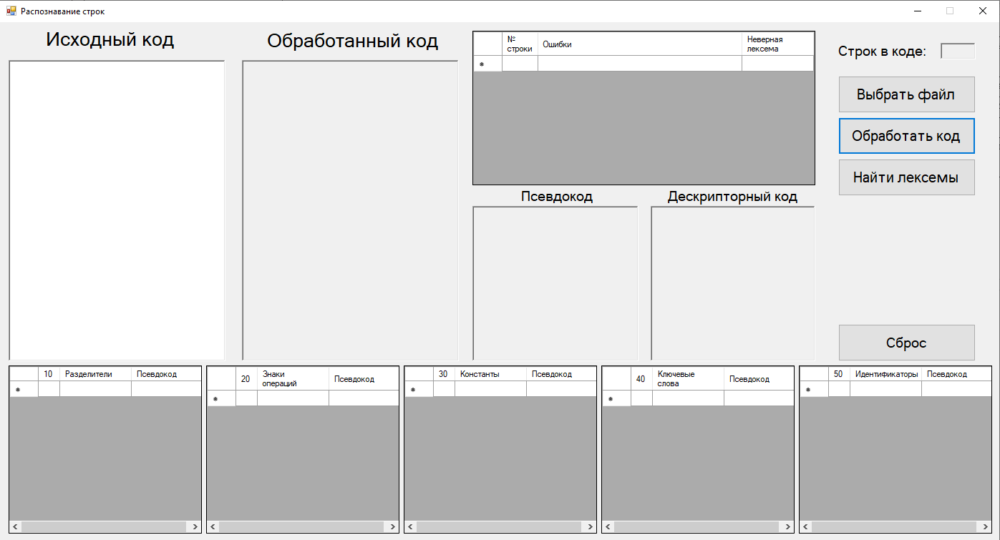 Распознавание строк
Исходный код
Обработанный код
№
строки
Ошибки
Неверная
лексема
Строк в коде:
Выбрать файл
Обработать код
Найти лексемы
Псевдокод
Дескрипторный код
Сброс
10 Разделители Псевдокод
20 Знаки
операций Псевдокод
30 Константы Псевдокод
40 Ключевые
слова Псевдокод
50 Идентификаторы Псевдокод